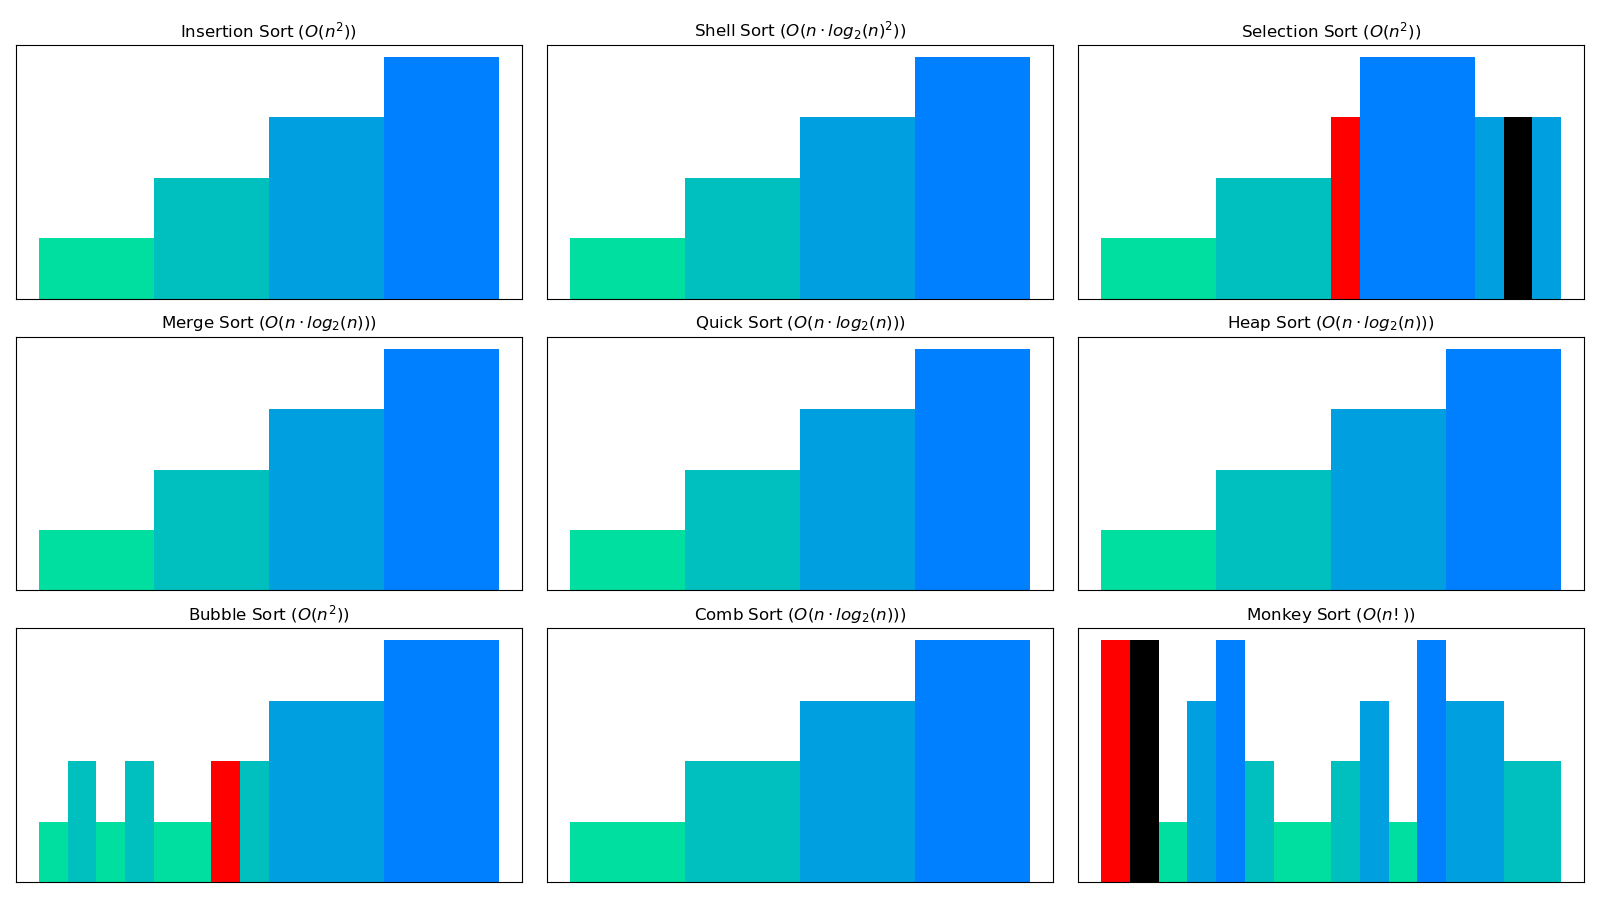 Insertion Sort (O(n²))
Shell Sort (O(n · log₂(n)²))
Selection Sort (O(n²))
Merge Sort (O(n · log₂(n)))
Quick Sort (O(n · log₂(n)))
Heap Sort (O(n · log₂(n)))
Bubble Sort (O(n²))
Comb Sort (O(n · log₂(n)))
Monkey Sort (O(n!))